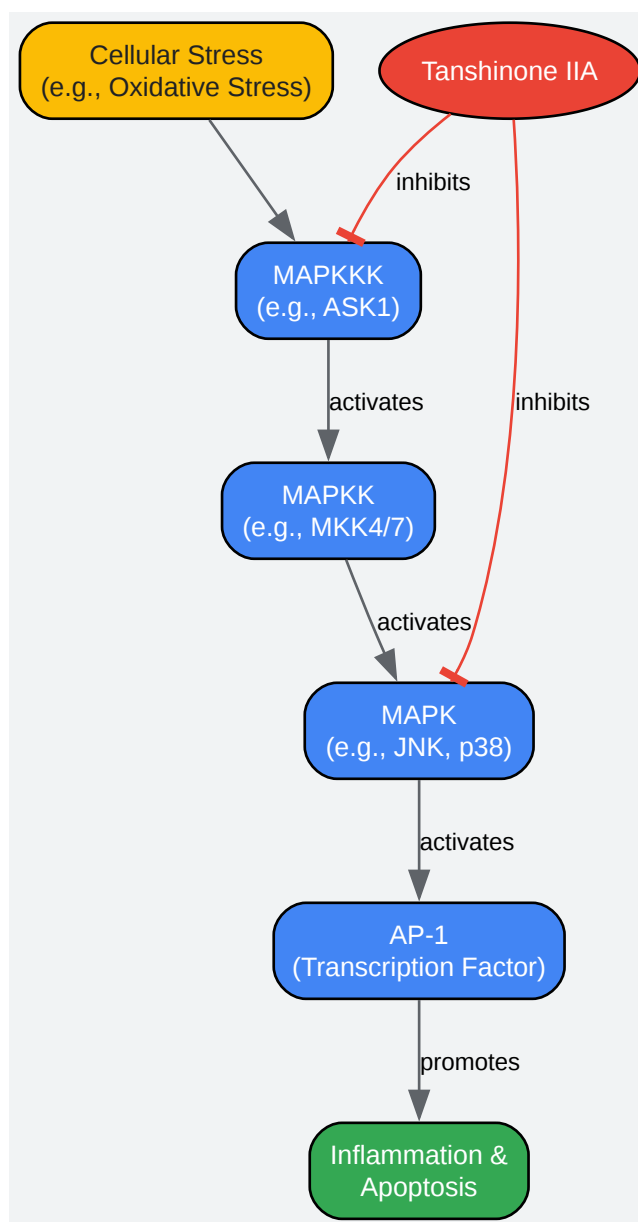 Cellular Stress
(e.g., Oxidative Stress)
Tanshinone IIA
inhibits
MAPKKK
(e.g., ASK1)
activates
inhibits
MAPKK
(e.g., MKK4/7)
activates
MAPK
(e.g., JNK, p38)
activates
AP-1
(Transcription Factor)
promotes
Inflammation &
Apoptosis